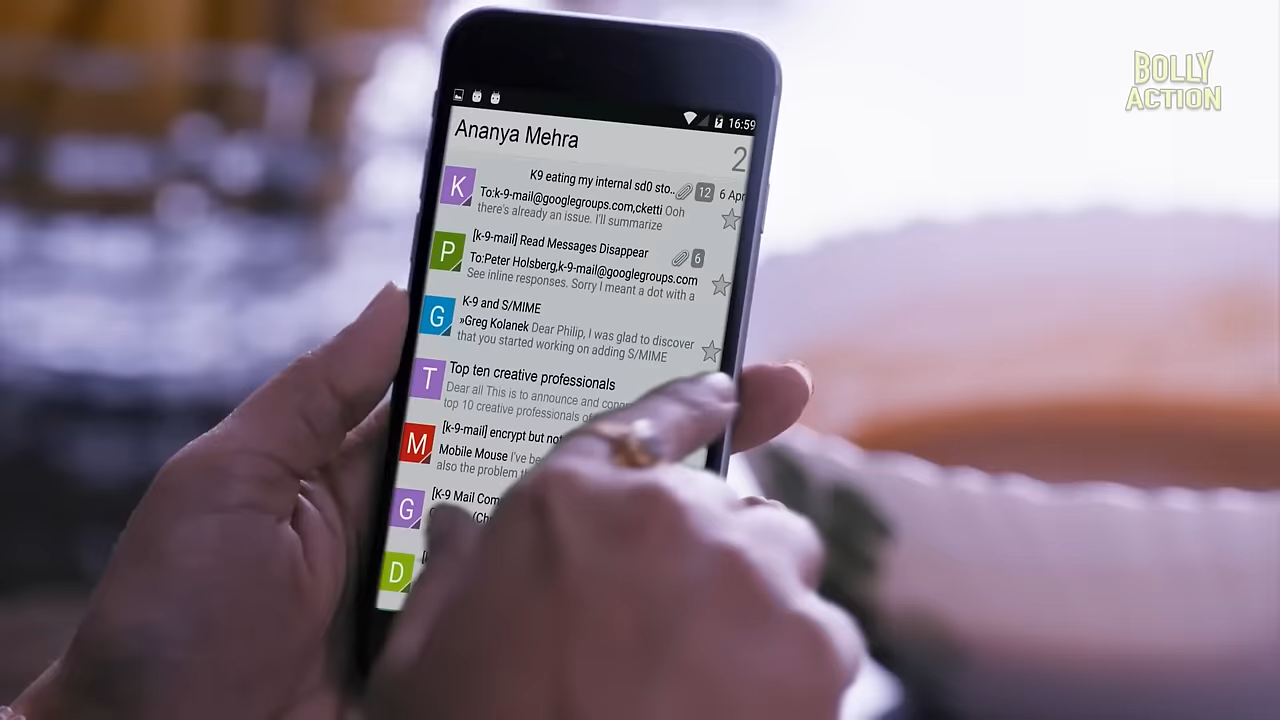 BOLLY
ACTION
16:59
Ananya Mehra
2
K
K9 eating my internal sd0 sto..
12
6 Apr
To:k-9-mail@googlegroups.com,cketti Ooh
there's already an issue. I'll summarize
P
[k-9-mail] Read Messages Disappear
6
To:Peter Holsberg,k-9-mail@googlegroups.com
See inline responses. Sorry I meant a dot with a
G
K-9 and S/MIME
»Greg Kolanek Dear Philip, I was glad to discover
that you started working on adding S/MIME
T
Top ten creative professionals
Dear all This is to announce and
top 10 creative professionals
M
[k-9-mail] encrypt but
Mobile Mouse I've
also the problem
G
[K-9 Mail
D